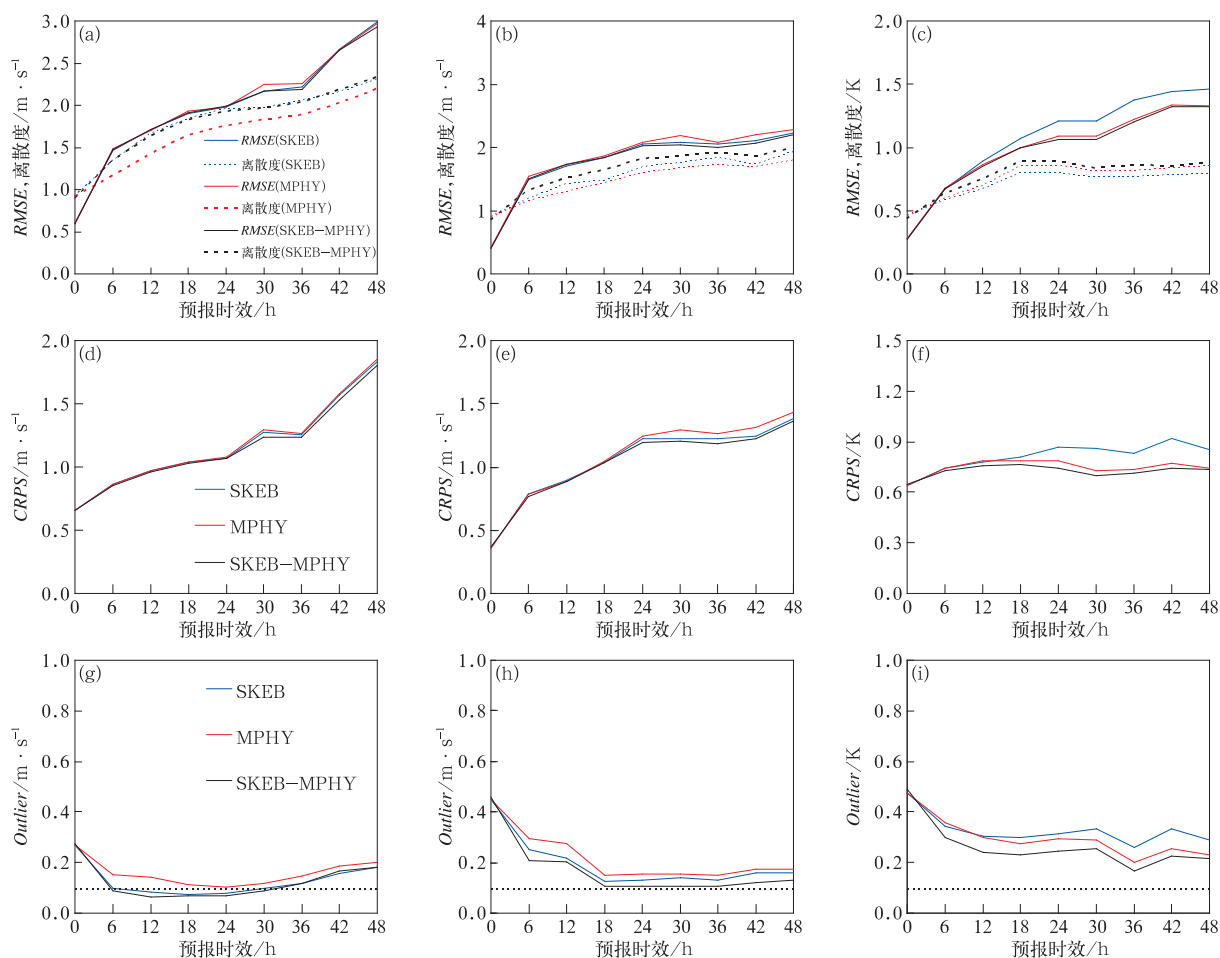 (a)
RMSE,离散度/m·s⁻¹
3.0
2.5
2.0
1.5
1.0
0.5
0.0
RMSE(SKEB)
离散度(SKEB)
RMSE(MPHY)
离散度(MPHY)
RMSE(SKEB−MPHY)
离散度(SKEB−MPHY)
0 6 12 18 24 30 36 42 48
预报时效/h
(b)
RMSE,离散度/m·s⁻¹
4
3
2
1
0
0 6 12 18 24 30 36 42 48
预报时效/h
(c)
RMSE,离散度/K
2.0
1.5
1.0
0.5
0.0
0 6 12 18 24 30 36 42 48
预报时效/h
(d)
CRPS/m·s⁻¹
2.0
1.5
1.0
0.5
0.0
SKEB
MPHY
SKEB−MPHY
0 6 12 18 24 30 36 42 48
预报时效/h
(e)
CRPS/m·s⁻¹
2.0
1.5
1.0
0.5
0.0
0 6 12 18 24 30 36 42 48
预报时效/h
(f)
CRPS/K
1.5
1.2
0.9
0.6
0.3
0.0
0 6 12 18 24 30 36 42 48
预报时效/h
(g)
Outlier/m·s⁻¹
1.0
0.8
0.6
0.4
0.2
0.0
SKEB
MPHY
SKEB−MPHY
0 6 12 18 24 30 36 42 48
预报时效/h
(h)
Outlier/m·s⁻¹
1.0
0.8
0.6
0.4
0.2
0.0
0 6 12 18 24 30 36 42 48
预报时效/h
(i)
Outlier/K
1.0
0.8
0.6
0.4
0.2
0.0
0 6 12 18 24 30 36 42 48
预报时效/h